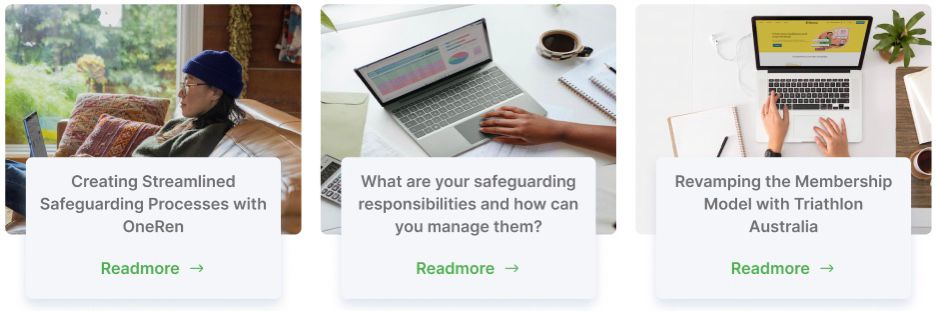 Creating Streamlined
Safeguarding Processes with
OneRen
Readmore →
What are your safeguarding
responsibilities and how can
you manage them?
Readmore →
Revamping the Membership
Model with Triathlon
Australia
Readmore →